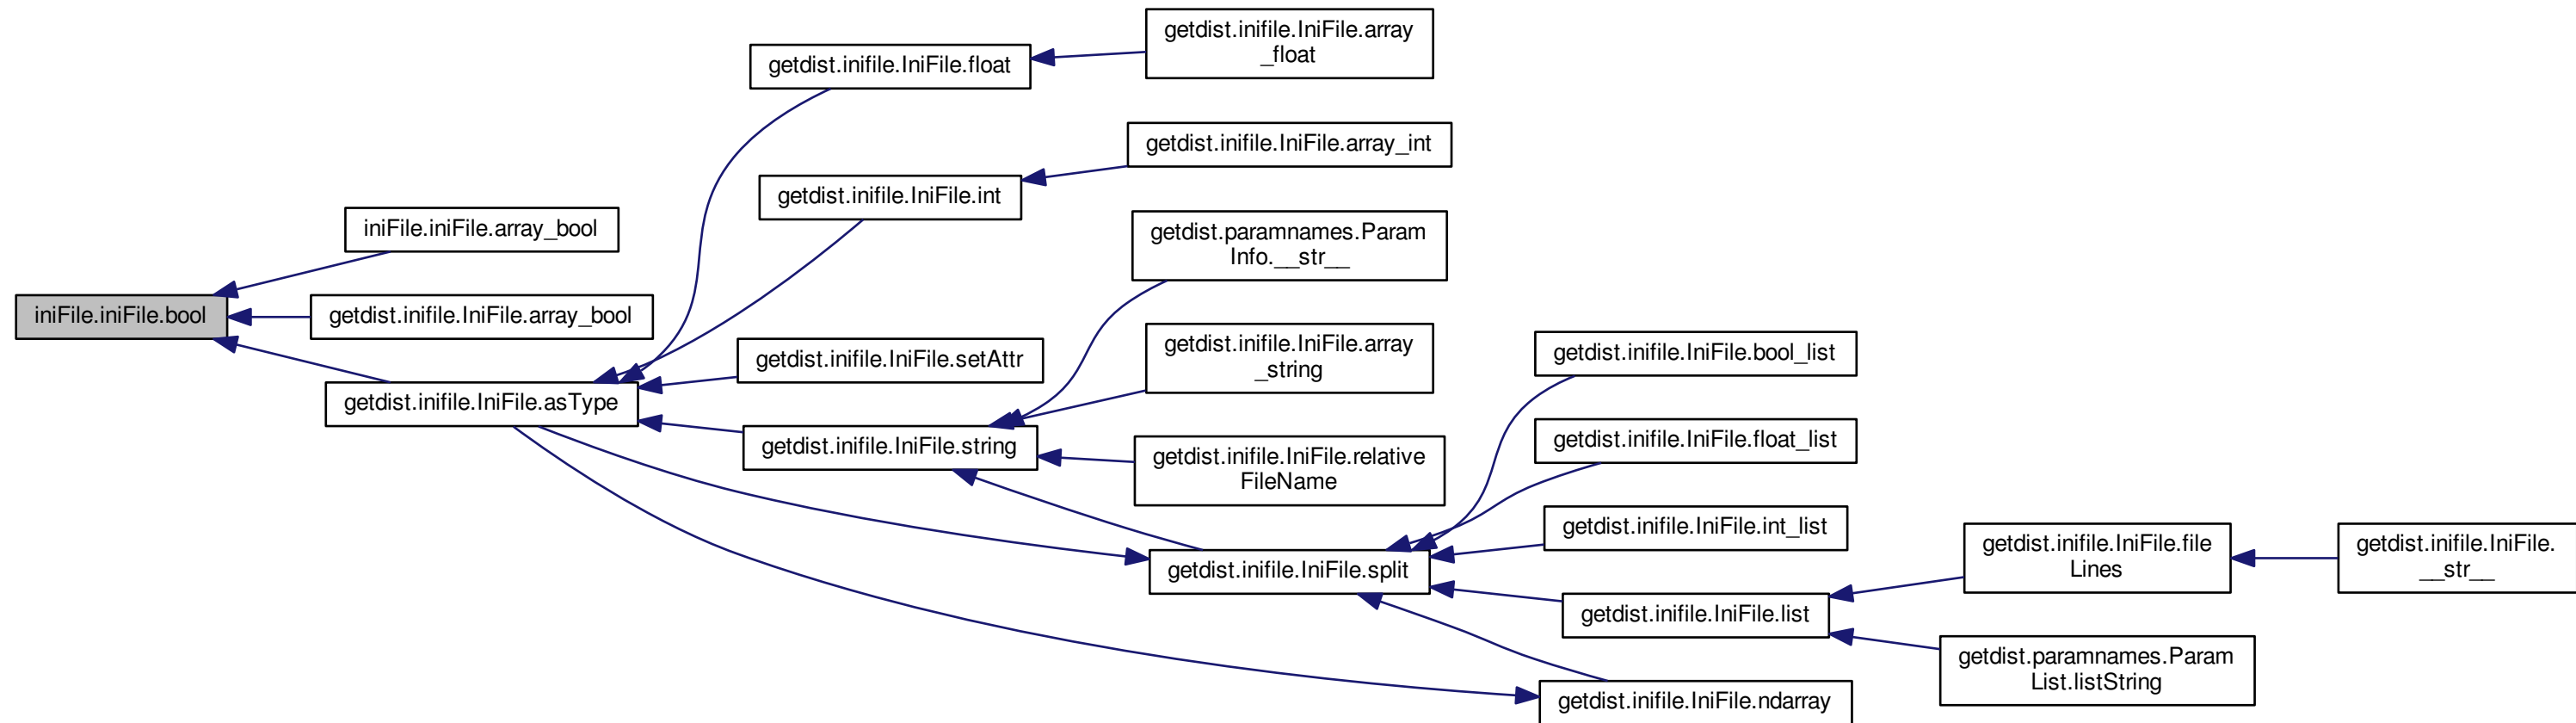 getdist.inifile.IniFile.array
_float
getdist.inifile.IniFile.float
getdist.inifile.IniFile.array_int
getdist.inifile.IniFile.int
iniFile.iniFile.array_bool
getdist.paramnames.Param
Info.__str__
iniFile.iniFile.bool
getdist.inifile.IniFile.array_bool
getdist.inifile.IniFile.setAttr
getdist.inifile.IniFile.array
_string
getdist.inifile.IniFile.bool_list
getdist.inifile.IniFile.asType
getdist.inifile.IniFile.string
getdist.inifile.IniFile.float_list
getdist.inifile.IniFile.relative
FileName
getdist.inifile.IniFile.int_list
getdist.inifile.IniFile.split
getdist.inifile.IniFile.file
Lines
getdist.inifile.IniFile.
__str__
getdist.inifile.IniFile.list
getdist.paramnames.Param
List.listString
getdist.inifile.IniFile.ndarray